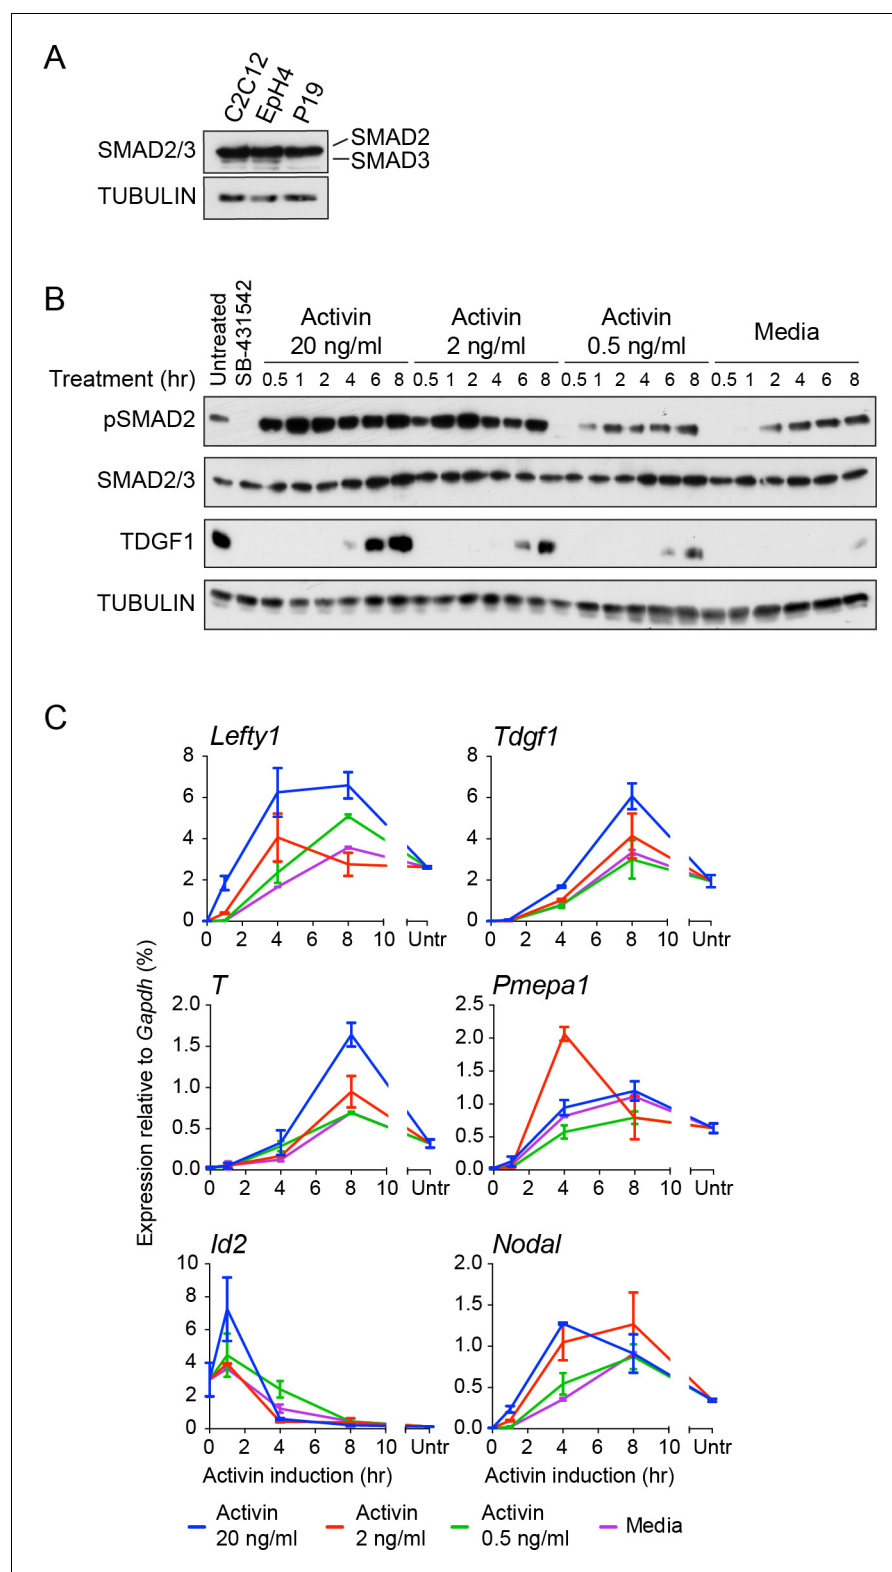 A
C2C12
EpH4
P19
SMAD2/3
SMAD2
SMAD3
TUBULIN
B
Untreated
SB-431542
Activin
20 ng/ml
Activin
2 ng/ml
Activin
0.5 ng/ml
Media
Treatment (hr)
0.5 1 2 4 6 8 0.5 1 2 4 6 8 0.5 1 2 4 6 8 0.5 1 2 4 6 8
pSMAD2
SMAD2/3
TDGF1
TUBULIN
C
Expression relative to Gapdh (%)
Lefty1
8
6
4
2
0
0 2 4 6 8 10 Untr
Tdgf1
8
6
4
2
0
0 2 4 6 8 10 Untr
T
2.0
1.5
1.0
0.5
0.0
0 2 4 6 8 10 Untr
Pmepa1
2.5
2.0
1.5
1.0
0.5
0.0
0 2 4 6 8 10 Untr
Id2
10
8
6
4
2
0
0 2 4 6 8 10 Untr
Activin induction (hr)
Nodal
2.0
1.5
1.0
0.5
0.0
0 2 4 6 8 10 Untr
Activin induction (hr)
Activin
20 ng/ml
Activin
2 ng/ml
Activin
0.5 ng/ml
Media